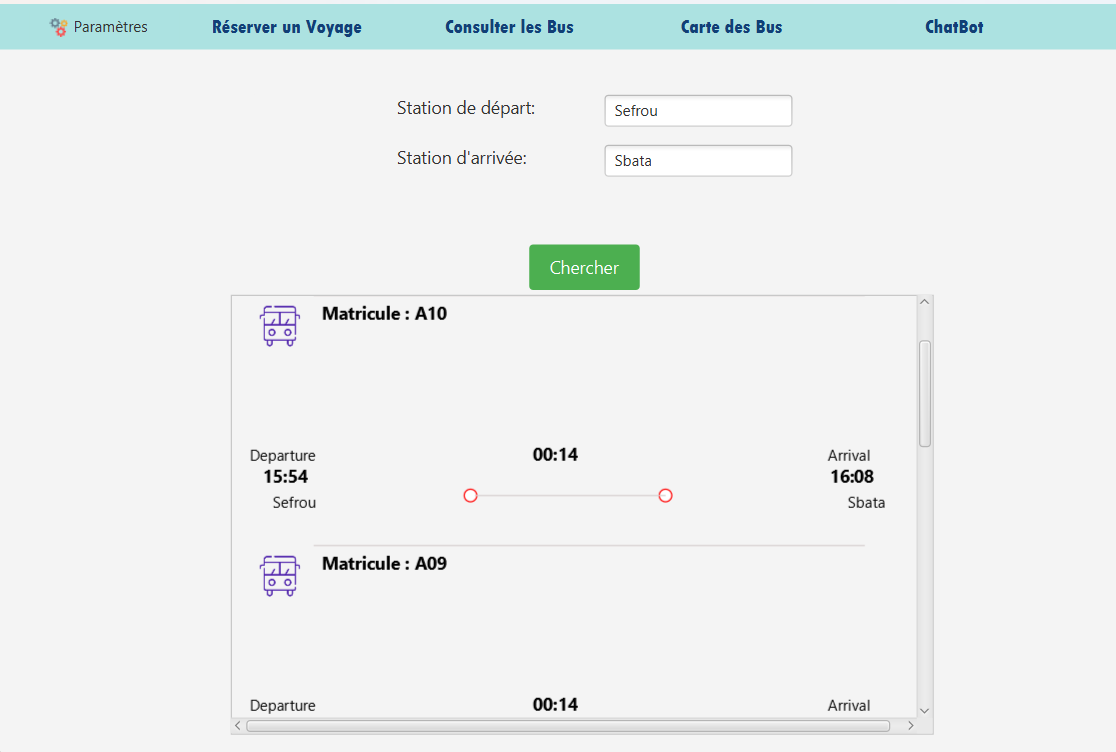 Paramètres
Réserver un Voyage
Consulter les Bus
Carte des Bus
ChatBot
Station de départ:
Sefrou
Station d'arrivée:
Sbata
Chercher
Matricule : A10
Departure 00:14 Arrival
15:54 16:08
Sefrou Sbata
Matricule : A09
Departure 00:14 Arrival